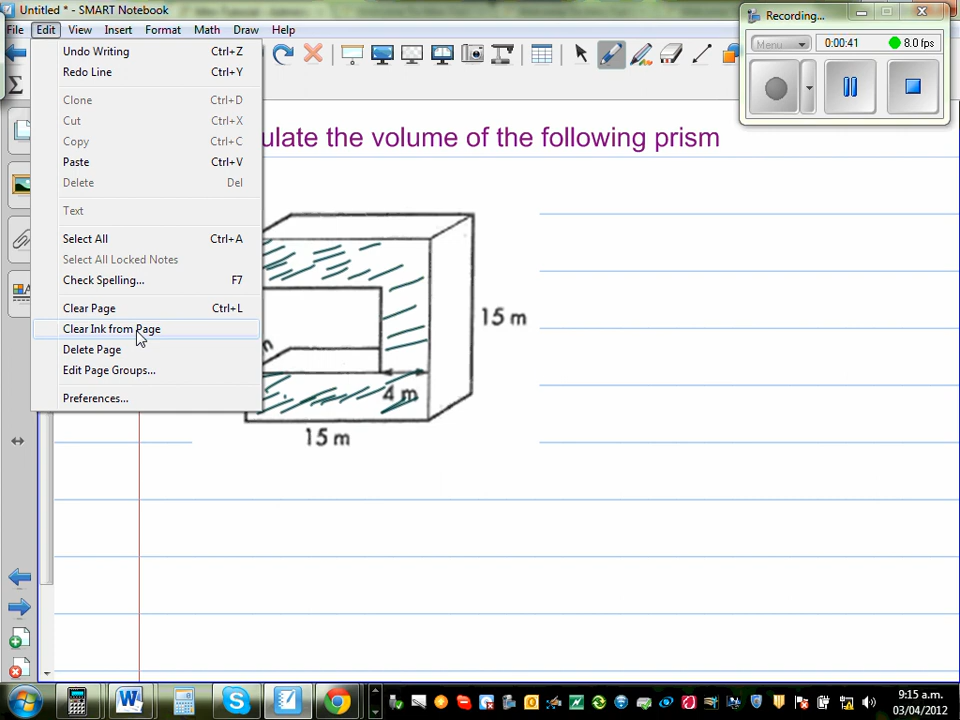 Untitled * - SMART Notebook
File Edit View Insert Format Math Draw Help
Recording...
Menu 0:00:41 8.0 fps
Undo Writing Ctrl+Z
Redo Line Ctrl+Y
Clone Ctrl+D
Cut Ctrl+X
Copy Ctrl+C
Paste Ctrl+V
Delete Del
Text
Select All Ctrl+A
Select All Locked Notes
Check Spelling... F7
Clear Page Ctrl+L
Clear Ink from Page
Delete Page
Edit Page Groups...
Preferences...
ulate the volume of the following prism
15 m
4 m
15 m
9:15 a.m.
03/04/2012